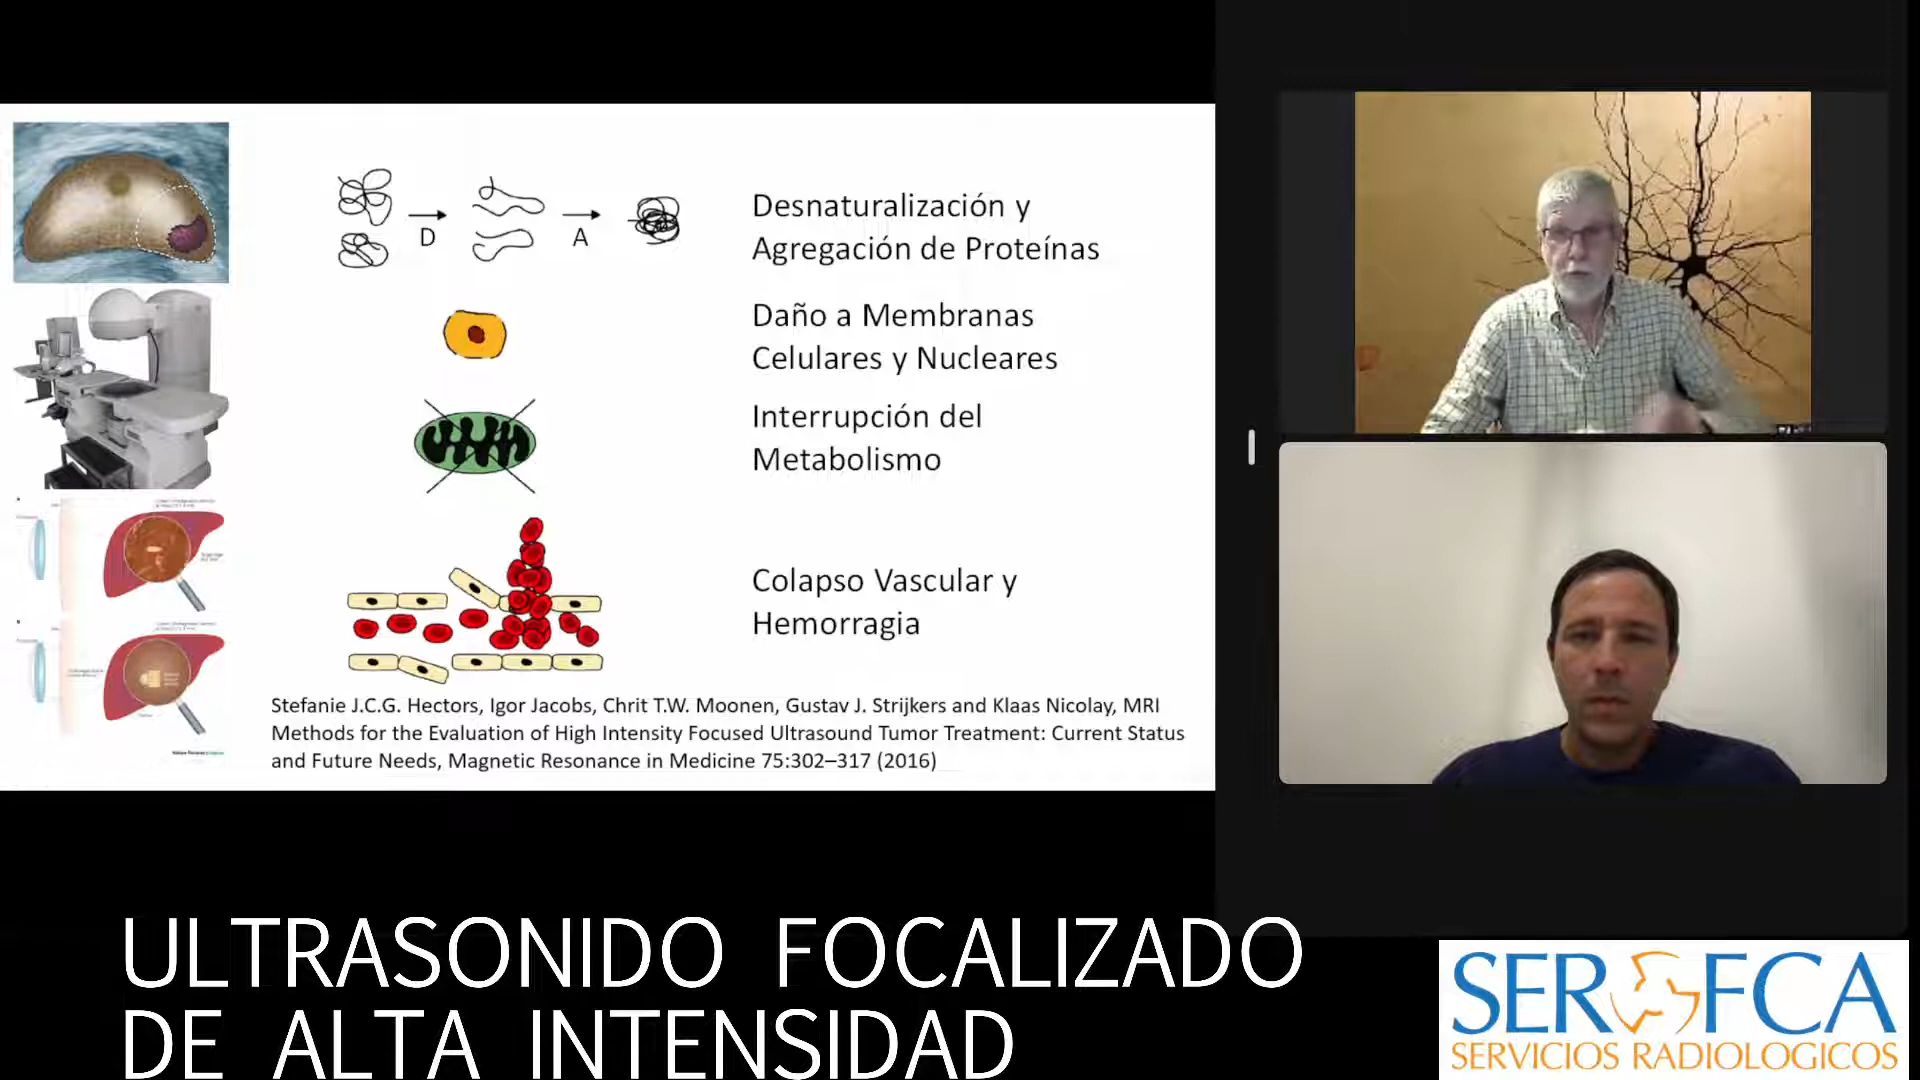 D
A
Desnaturalización y
Agregación de Proteínas
Daño a Membranas
Celulares y Nucleares
Interrupción del
Metabolismo
Colapso Vascular y
Hemorragia
Stefanie J.C.G. Hectors, Igor Jacobs, Chrit T.W. Moonen, Gustav J. Strijkers and Klaas Nicolay, MRI
Methods for the Evaluation of High Intensity Focused Ultrasound Tumor Treatment: Current Status
and Future Needs, Magnetic Resonance in Medicine 75:302–317 (2016)
ULTRASONIDO FOCALIZADO
DE ALTA INTENSIDAD
SEROFCA
SERVICIOS RADIOLOGICOS